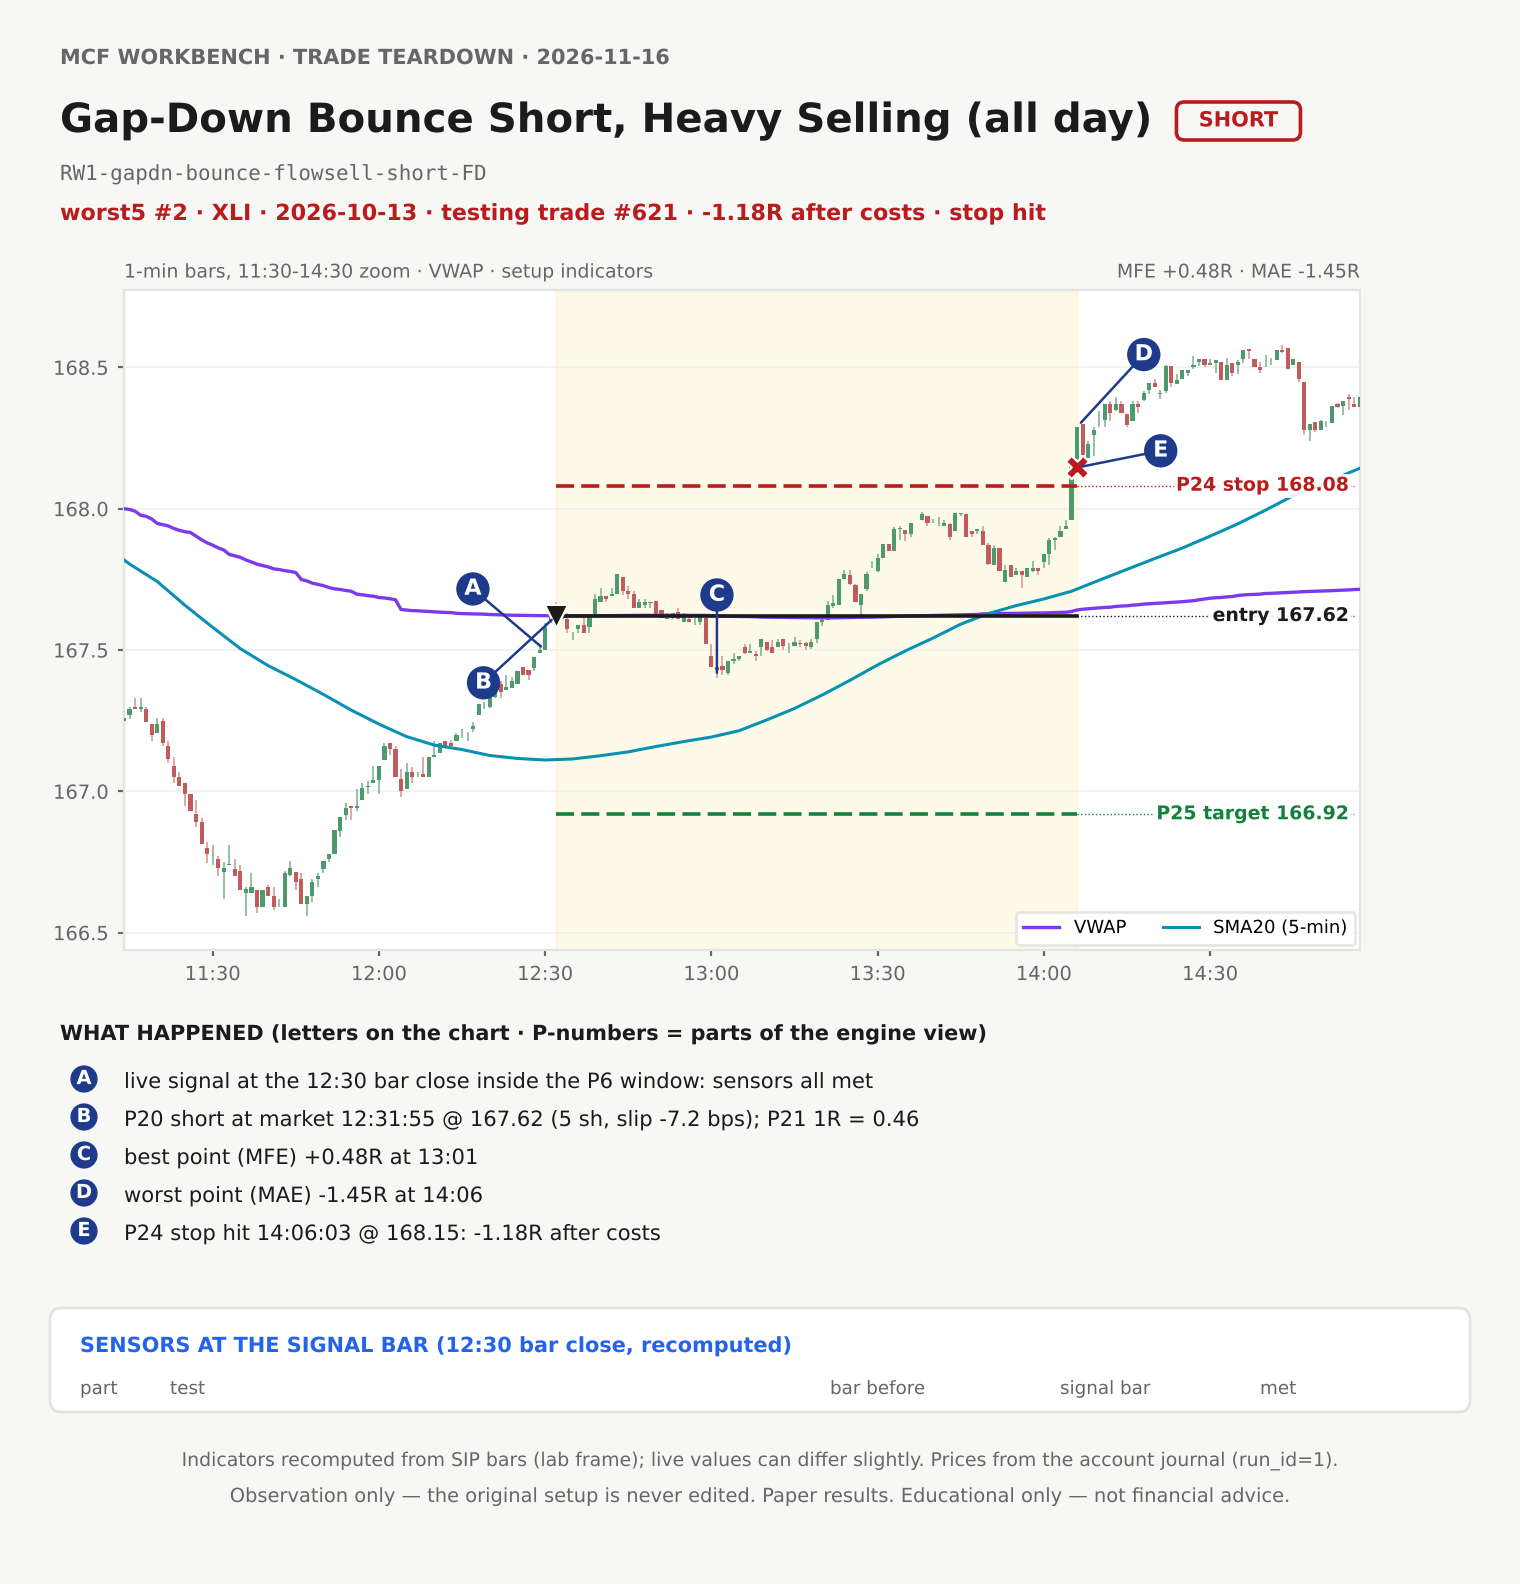 MCF WORKBENCH · TRADE TEARDOWN · 2026-11-16
Gap-Down Bounce Short, Heavy Selling (all day) SHORT
RW1-gapdn-bounce-flowsell-short-FD
worst5 #2 · XLI · 2026-10-13 · testing trade #621 · -1.18R after costs · stop hit
1-min bars, 11:30-14:30 zoom · VWAP · setup indicators MFE +0.48R · MAE -1.45R
168.5
168.0
167.5
167.0
166.5
D
E
P24 stop 168.08
A
C
entry 167.62
B
P25 target 166.92
VWAP SMA20 (5-min)
11:30 12:00 12:30 13:00 13:30 14:00 14:30
WHAT HAPPENED (letters on the chart · P-numbers = parts of the engine view)
A live signal at the 12:30 bar close inside the P6 window: sensors all met
B P20 short at market 12:31:55 @ 167.62 (5 sh, slip -7.2 bps); P21 1R = 0.46
C best point (MFE) +0.48R at 13:01
D worst point (MAE) -1.45R at 14:06
E P24 stop hit 14:06:03 @ 168.15: -1.18R after costs
SENSORS AT THE SIGNAL BAR (12:30 bar close, recomputed)
part test bar before signal bar met
Indicators recomputed from SIP bars (lab frame); live values can differ slightly. Prices from the account journal (run_id=1).
Observation only — the original setup is never edited. Paper results. Educational only — not financial advice.